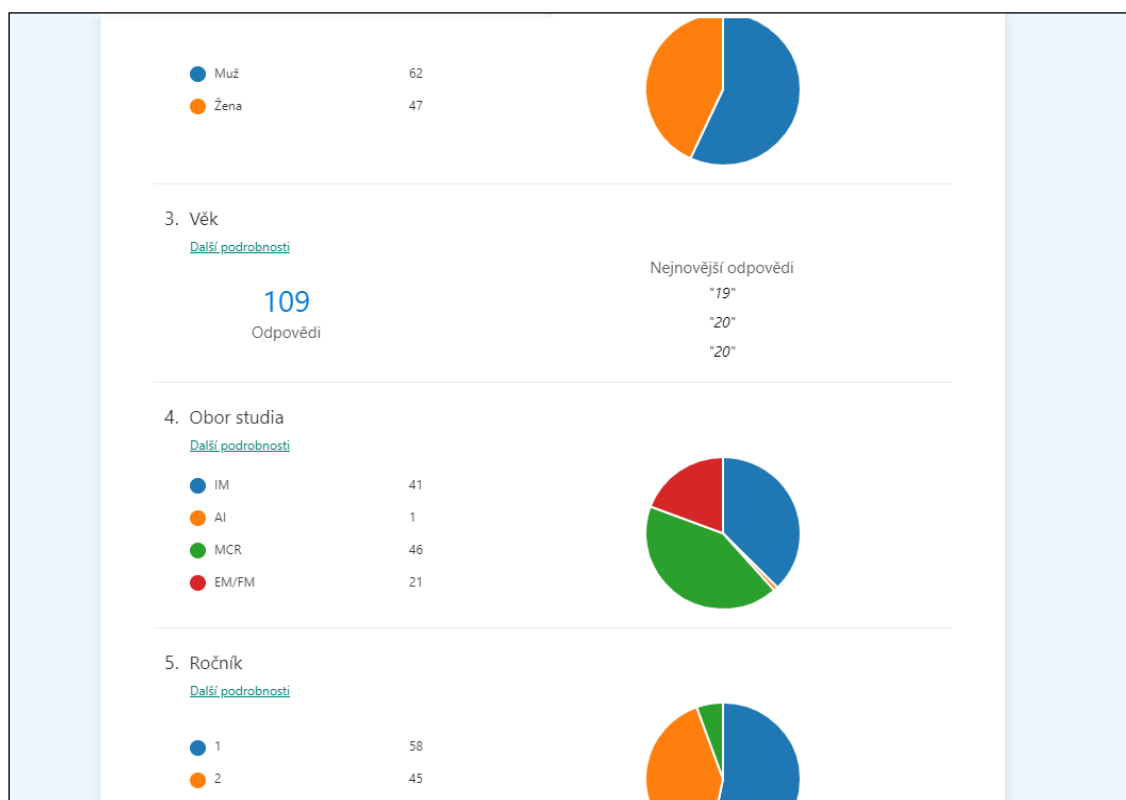 Muž 62
Žena 47
3. Věk
Další podrobnosti
109
Odpovědi
Nejnovější odpovědi
"19"
"20"
"20"
4. Obor studia
Další podrobnosti
IM 41
AI 1
MCR 46
EM/FM 21
5. Ročník
Další podrobnosti
1 58
2 45